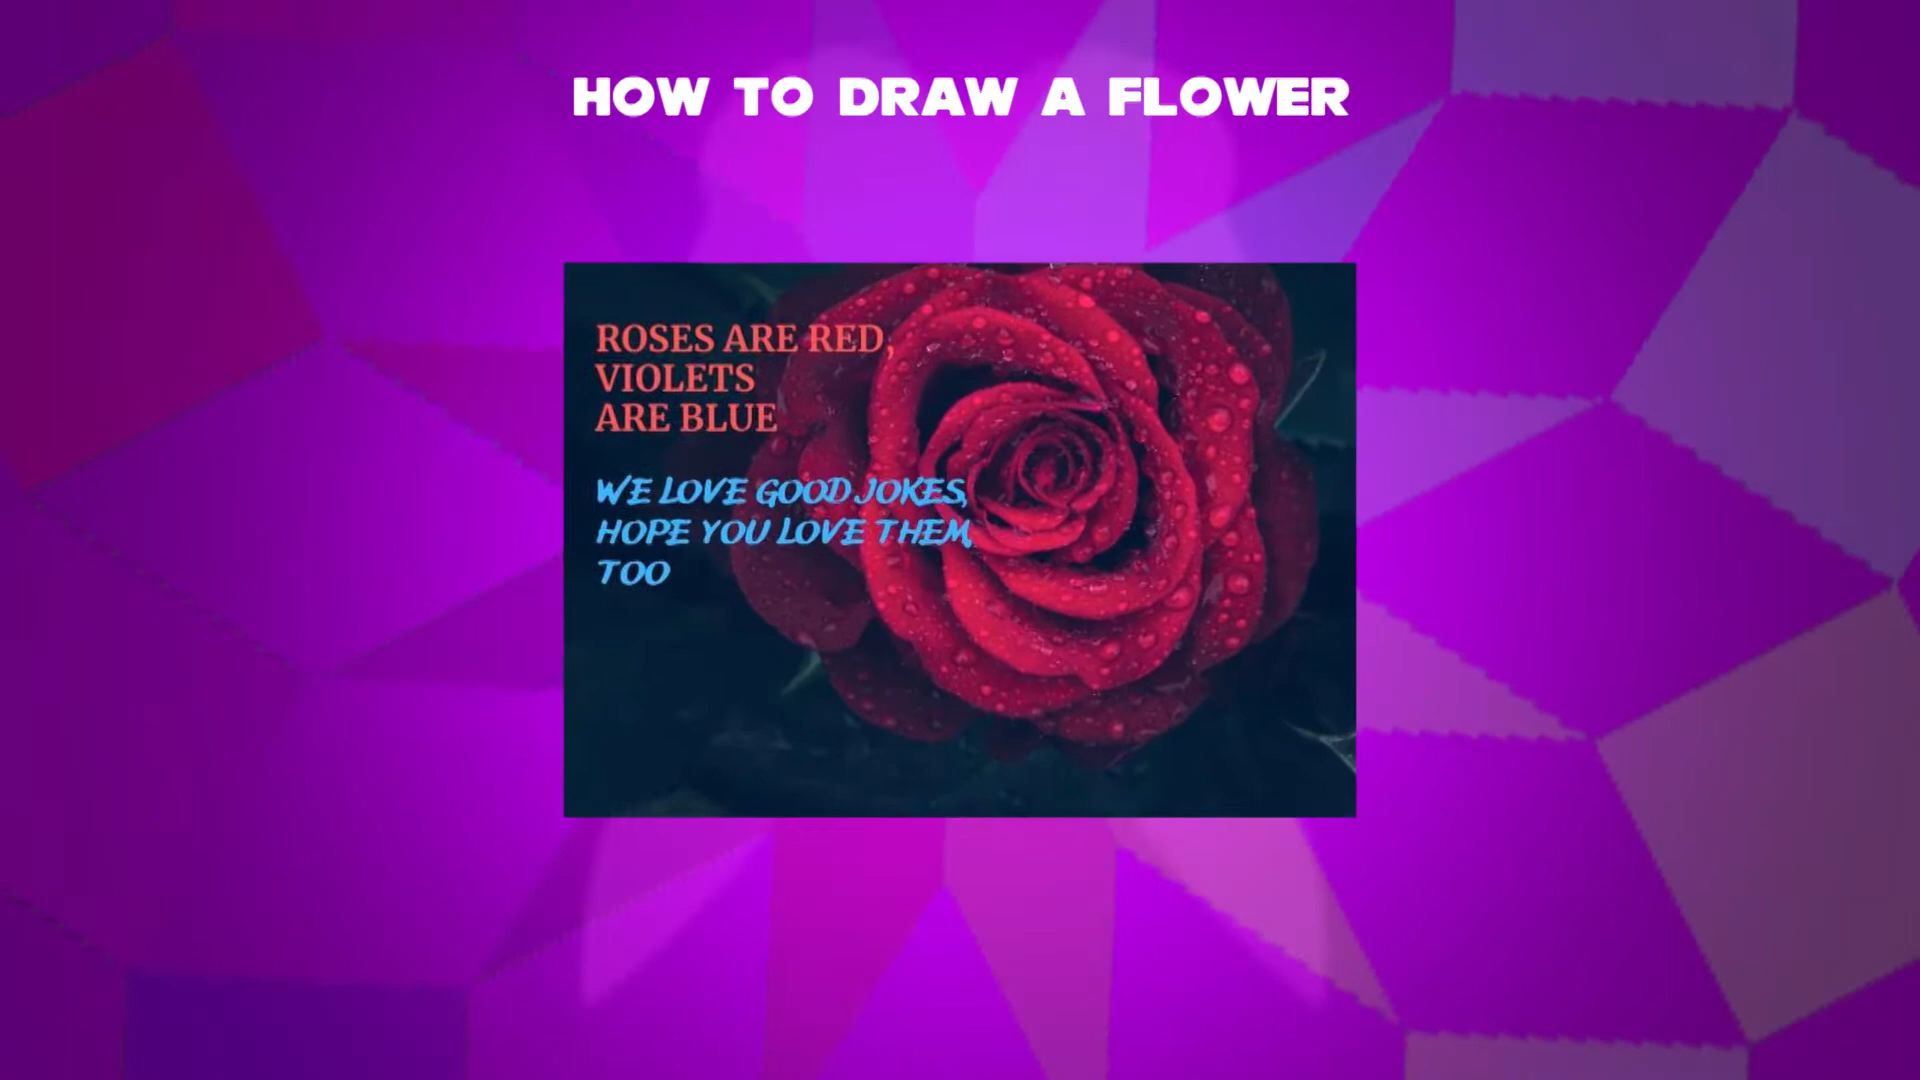 HOW TO DRAW A FLOWER
ROSES ARE RED,
VIOLETS
ARE BLUE
WE LOVE GOOD JOKES,
HOPE YOU LOVE THEM,
TOO